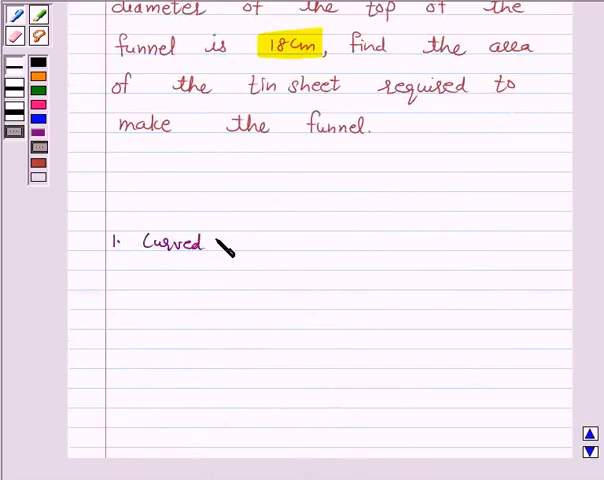 diameter of the top of the
funnel is 18cm, find the area
of the tin sheet required to
make the funnel.
1. Curved